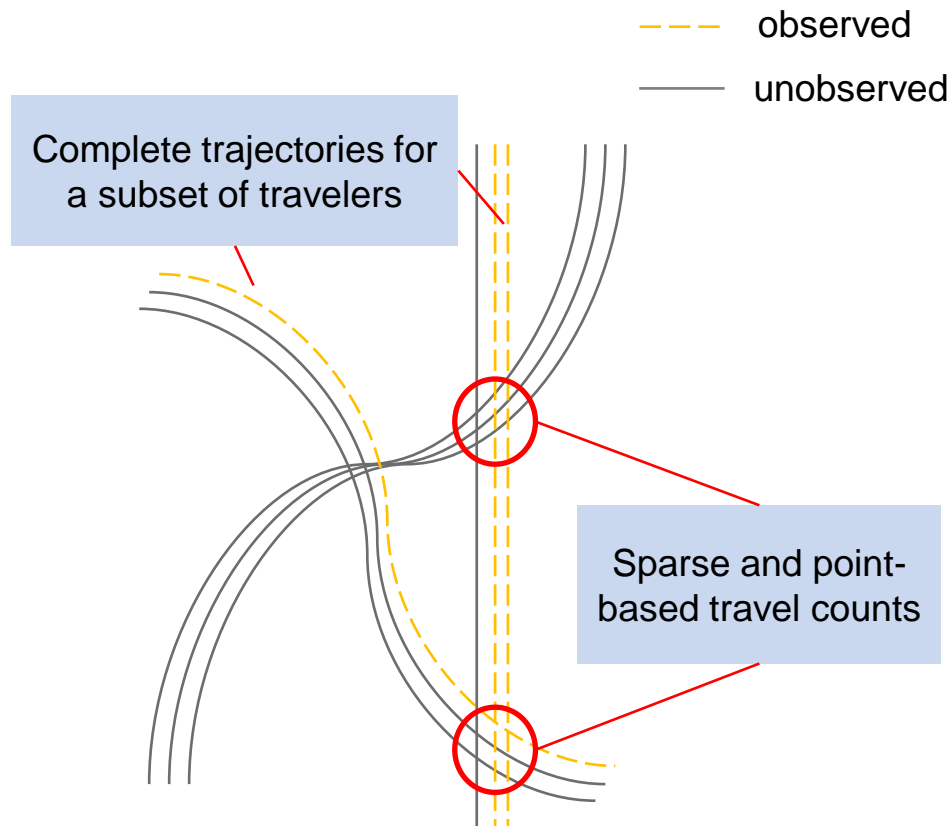 observed
unobserved
Complete trajectories for
a subset of travelers
Sparse and point-
based travel counts